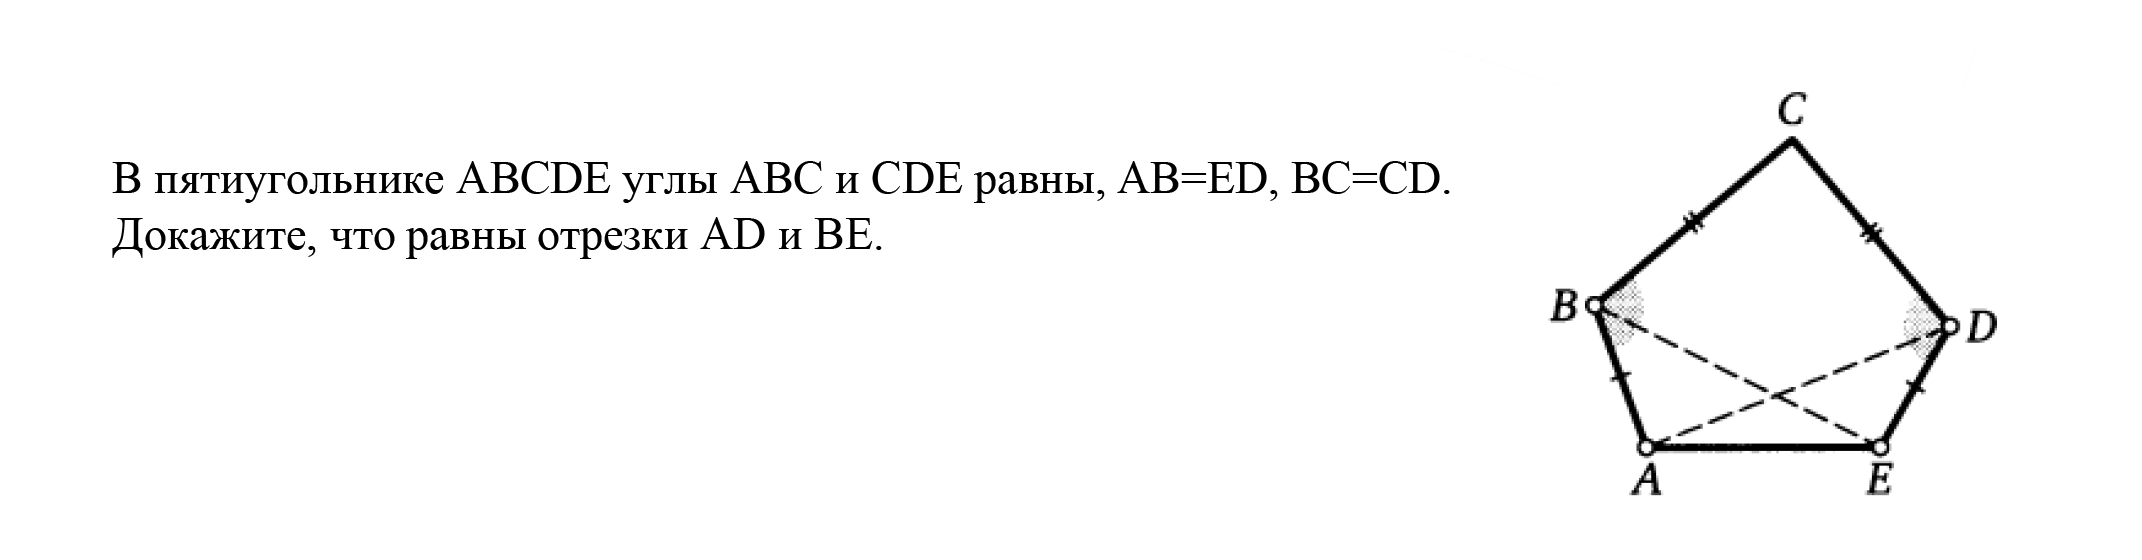 В пятиугольнике ABCDE углы ABC и CDE равны, AB=ED, BC=CD.
Докажите, что равны отрезки AD и BE.
C
B
D
A
E